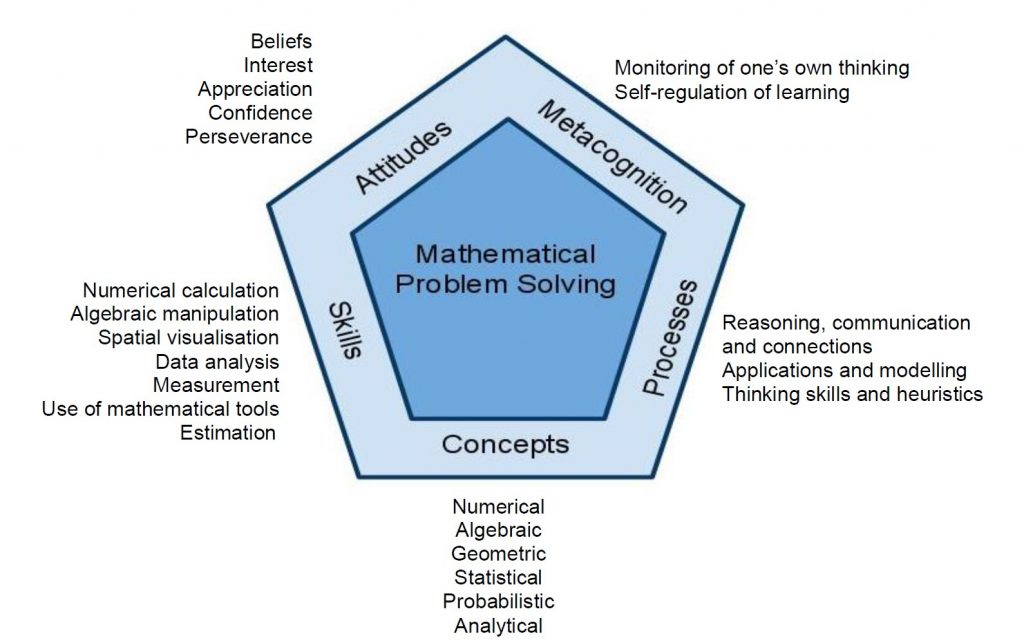 Beliefs
Interest
Appreciation
Confidence
Perseverance
Monitoring of one's own thinking
Self-regulation of learning
Attitudes
Metacognition
Mathematical
Problem Solving
Numerical calculation
Algebraic manipulation
Spatial visualisation
Data analysis
Measurement
Use of mathematical tools
Estimation
Skills
Processes
Reasoning, communication
and connections
Applications and modelling
Thinking skills and heuristics
Concepts
Numerical
Algebraic
Geometric
Statistical
Probabilistic
Analytical